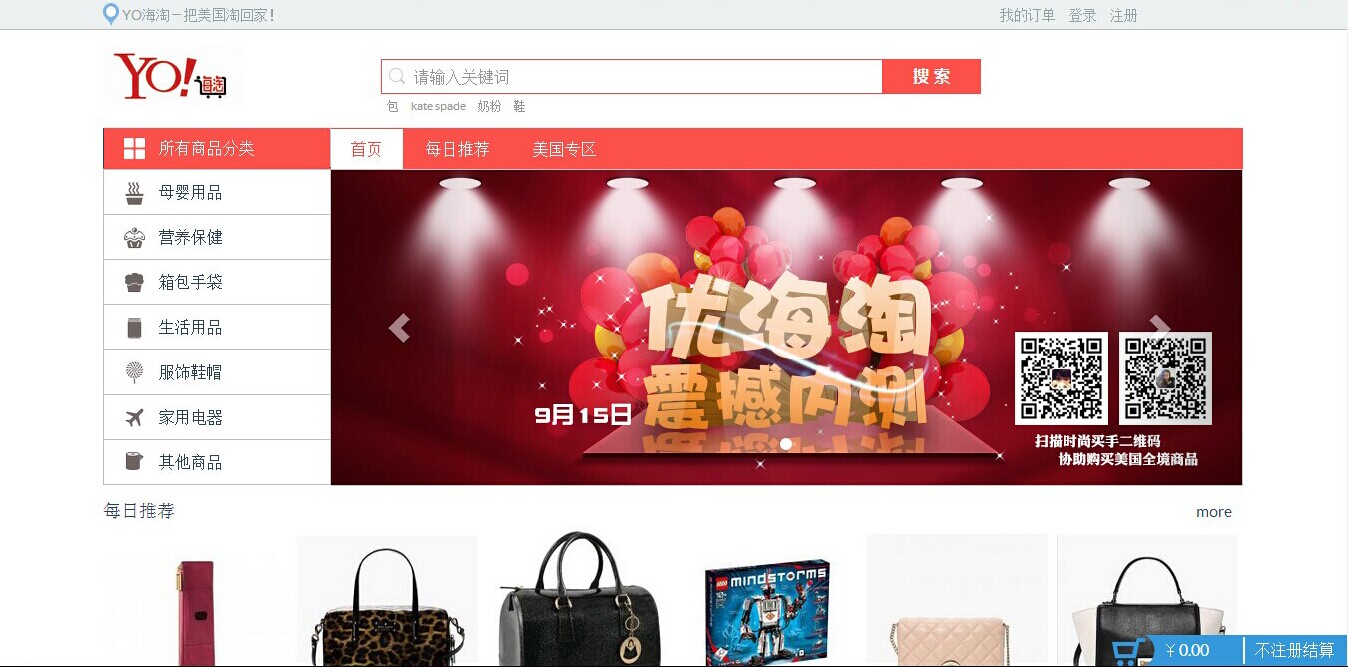 YO海淘－把美国淘回家！
我的订单 登录 注册
YO!海淘
请输入关键词
搜 索
包 kate spade 奶粉 鞋
所有商品分类 首页 每日推荐 美国专区
母婴用品
营养保健
箱包手袋
生活用品
服饰鞋帽
家用电器
其他商品
优海淘
9月15日 震撼内测
扫描时尚买手二维码
协助购买美国全境商品
每日推荐
more
LEGO MINDSTORMS
￥0.00 不注册结算